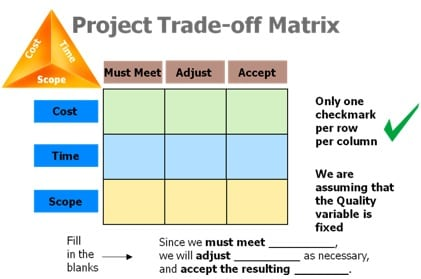 Project Trade-off Matrix
Cost
Time
Scope
Must Meet
Adjust
Accept
Cost
Time
Scope
Only one
checkmark
per row
per column
We are
assuming that
the Quality
variable is
fixed
Fill
in the
blanks
Since we must meet __________,
we will adjust __________ as necessary,
and accept the resulting ________.